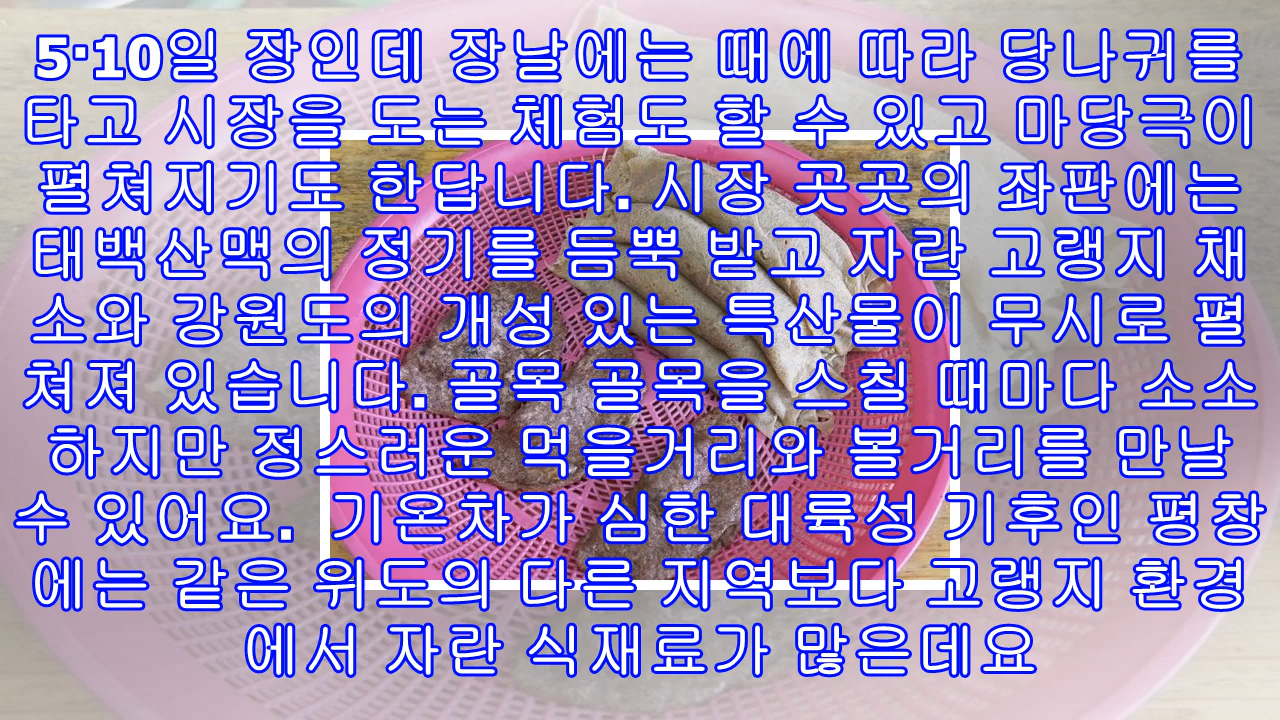 5·10일 장인데 장날에는 때에 따라 당나귀를
타고 시장을 도는 체험도 할 수 있고 마당극이
펼쳐지기도 한답니다. 시장 곳곳의 좌판에는
태백산맥의 정기를 듬뿍 받고 자란 고랭지 채
소와 강원도의 개성 있는 특산물이 무시로 펼
쳐져 있습니다. 골목 골목을 스칠 때마다 소소
하지만 정스러운 먹을거리와 볼거리를 만날
수 있어요. 기온차가 심한 대륙성 기후인 평창
에는 같은 위도의 다른 지역보다 고랭지 환경
에서 자란 식재료가 많은데요